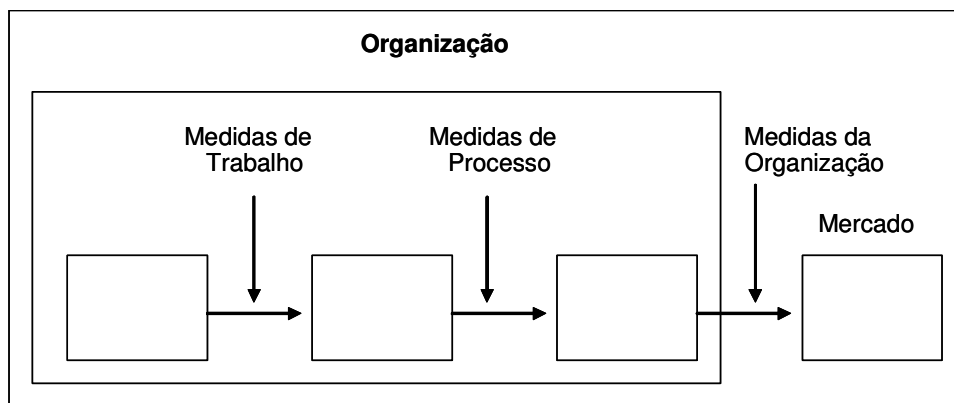 Organização
Medidas de
Trabalho
Medidas de
Processo
Medidas da
Organização
Mercado